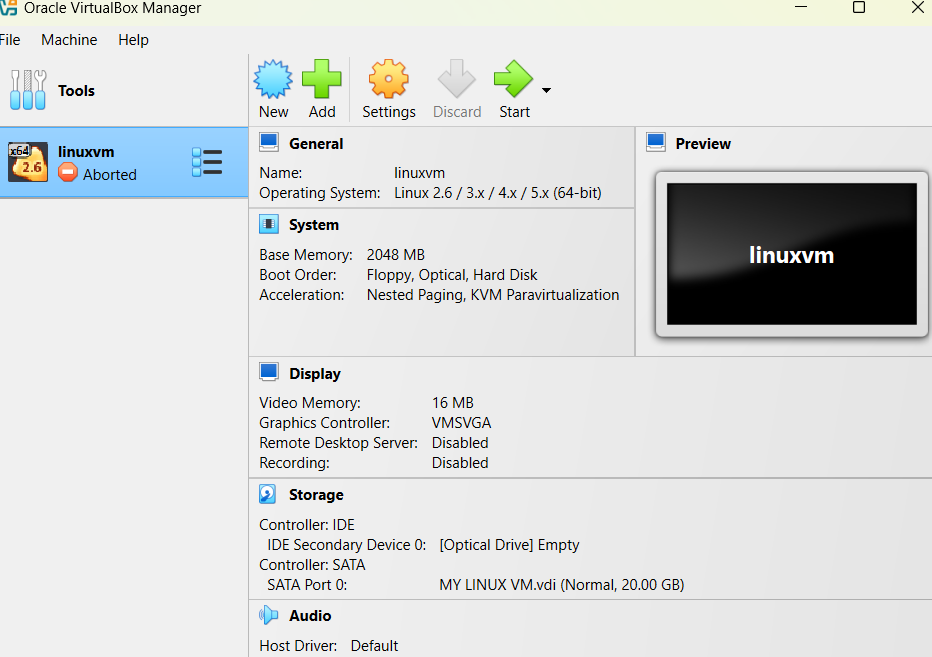 Oracle VirtualBox Manager
File Machine Help
Tools
New Add Settings Discard Start
x64
2.6
linuxvm
Aborted
General
Name: linuxvm
Operating System: Linux 2.6 / 3.x / 4.x / 5.x (64-bit)
Preview
linuxvm
System
Base Memory: 2048 MB
Boot Order: Floppy, Optical, Hard Disk
Acceleration: Nested Paging, KVM Paravirtualization
Display
Video Memory: 16 MB
Graphics Controller: VMSVGA
Remote Desktop Server: Disabled
Recording: Disabled
Storage
Controller: IDE
IDE Secondary Device 0: [Optical Drive] Empty
Controller: SATA
SATA Port 0: MY LINUX VM.vdi (Normal, 20.00 GB)
Audio
Host Driver: Default